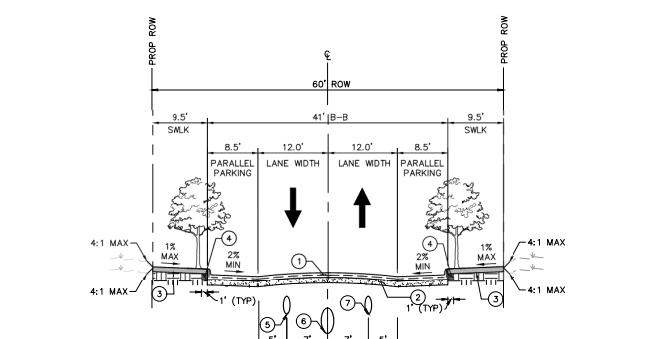 PROP ROW
PROP ROW
℄
60' ROW
9.5'
41' B-B
9.5'
SWLK
SWLK
8.5'
12.0'
12.0'
8.5'
PARALLEL
PARKING
LANE WIDTH
LANE WIDTH
PARALLEL
PARKING
4:1 MAX
1%
MAX
4
2%
MIN
1
2%
MIN
4
1%
MAX
4:1 MAX
4:1 MAX
3
1' (TYP)
5
6
7
2
1' (TYP)
3
4:1 MAX
7'
7'